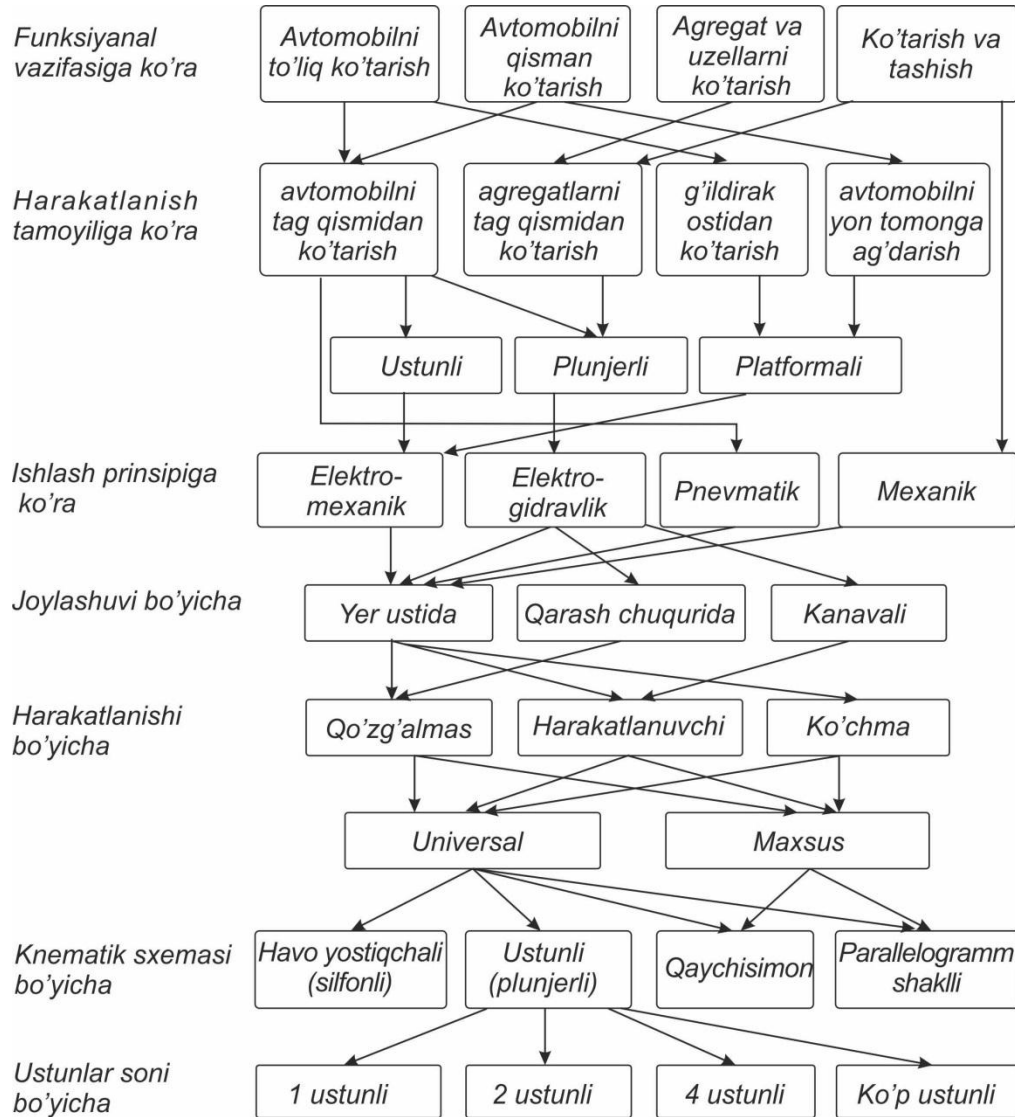 Funksiyanal
vazifasiga ko’ra
Avtomobilni
to’liq ko’tarish
Avtomobilni
qisman
ko’tarish
Agregat va
uzellarni
ko’tarish
Ko’tarish va
tashish
Harakatlanish
tamoyiliga ko’ra
avtomobilni
tag qismidan
ko’tarish
agregatlarni
tag qismidan
ko’tarish
g’ildirak
ostidan
ko’tarish
avtomobilni
yon tomonga
ag’darish
Ustunli
Plunjerli
Platformali
Ishlash prinsipiga
ko’ra
Elektro-
mexanik
Elektro-
gidravlik
Pnevmatik
Mexanik
Joylashuvi bo’yicha
Yer ustida
Qarash chuqurida
Kanavali
Harakatlanishi
bo’yicha
Qo’zg’almas
Harakatlanuvchi
Ko’chma
Universal
Maxsus
Knematik sxemasi
bo’yicha
Havo yostiqchali
(silfonli)
Ustunli
(plunjerli)
Qaychisimon
Parallelogramm
shaklli
Ustunlar soni
bo’yicha
1 ustunli
2 ustunli
4 ustunli
Ko’p ustunli